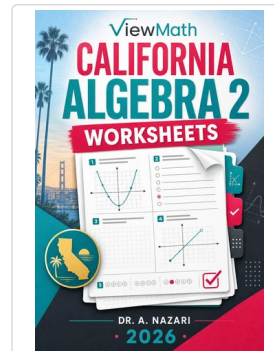 ViewMath
CALIFORNIA
ALGEBRA 2
WORKSHEETS
1
2
3
4
5
DR. A. NAZARI
• 2026 •